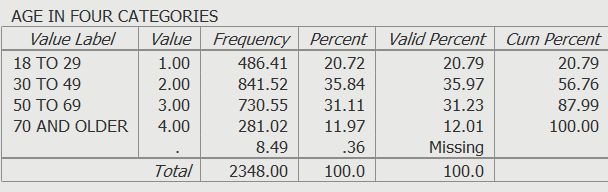 AGE IN FOUR CATEGORIES
Value Label Value Frequency Percent Valid Percent Cum Percent
18 TO 29 1.00 486.41 20.72 20.79 20.79
30 TO 49 2.00 841.52 35.84 35.97 56.76
50 TO 69 3.00 730.55 31.11 31.23 87.99
70 AND OLDER 4.00 281.02 11.97 12.01 100.00
. 8.49 .36 Missing
Total 2348.00 100.0 100.0